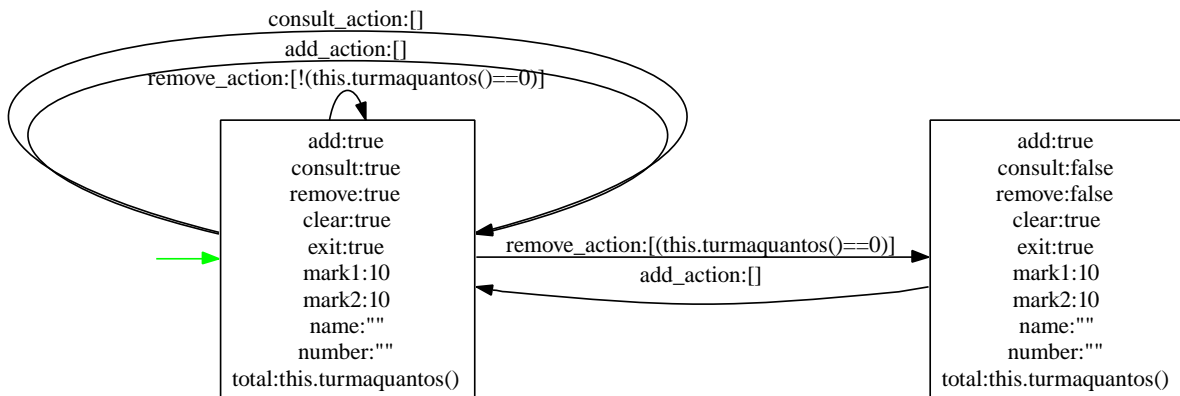 consult_action:[]
add_action:[]
remove_action:[!(this.turmaquantos()==0)]
add:true
consult:true
remove:true
clear:true
exit:true
mark1:10
mark2:10
name:""
number:""
total:this.turmaquantos()
remove_action:[(this.turmaquantos()==0)]
add_action:[]
add:true
consult:false
remove:false
clear:true
exit:true
mark1:10
mark2:10
name:""
number:""
total:this.turmaquantos()